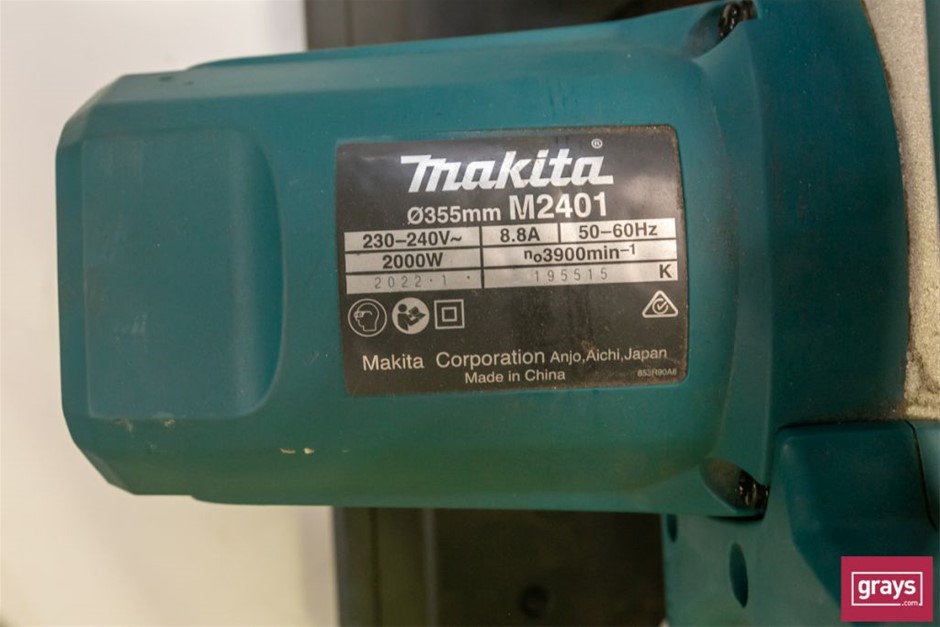 makita®
Ø355mm M2401
230–240V~ 8.8A 50–60Hz
2000W n₀3900min⁻¹
2022·1· 195515 K
Makita Corporation Anjo,Aichi,Japan
Made in China
853R90A8
grays
.com